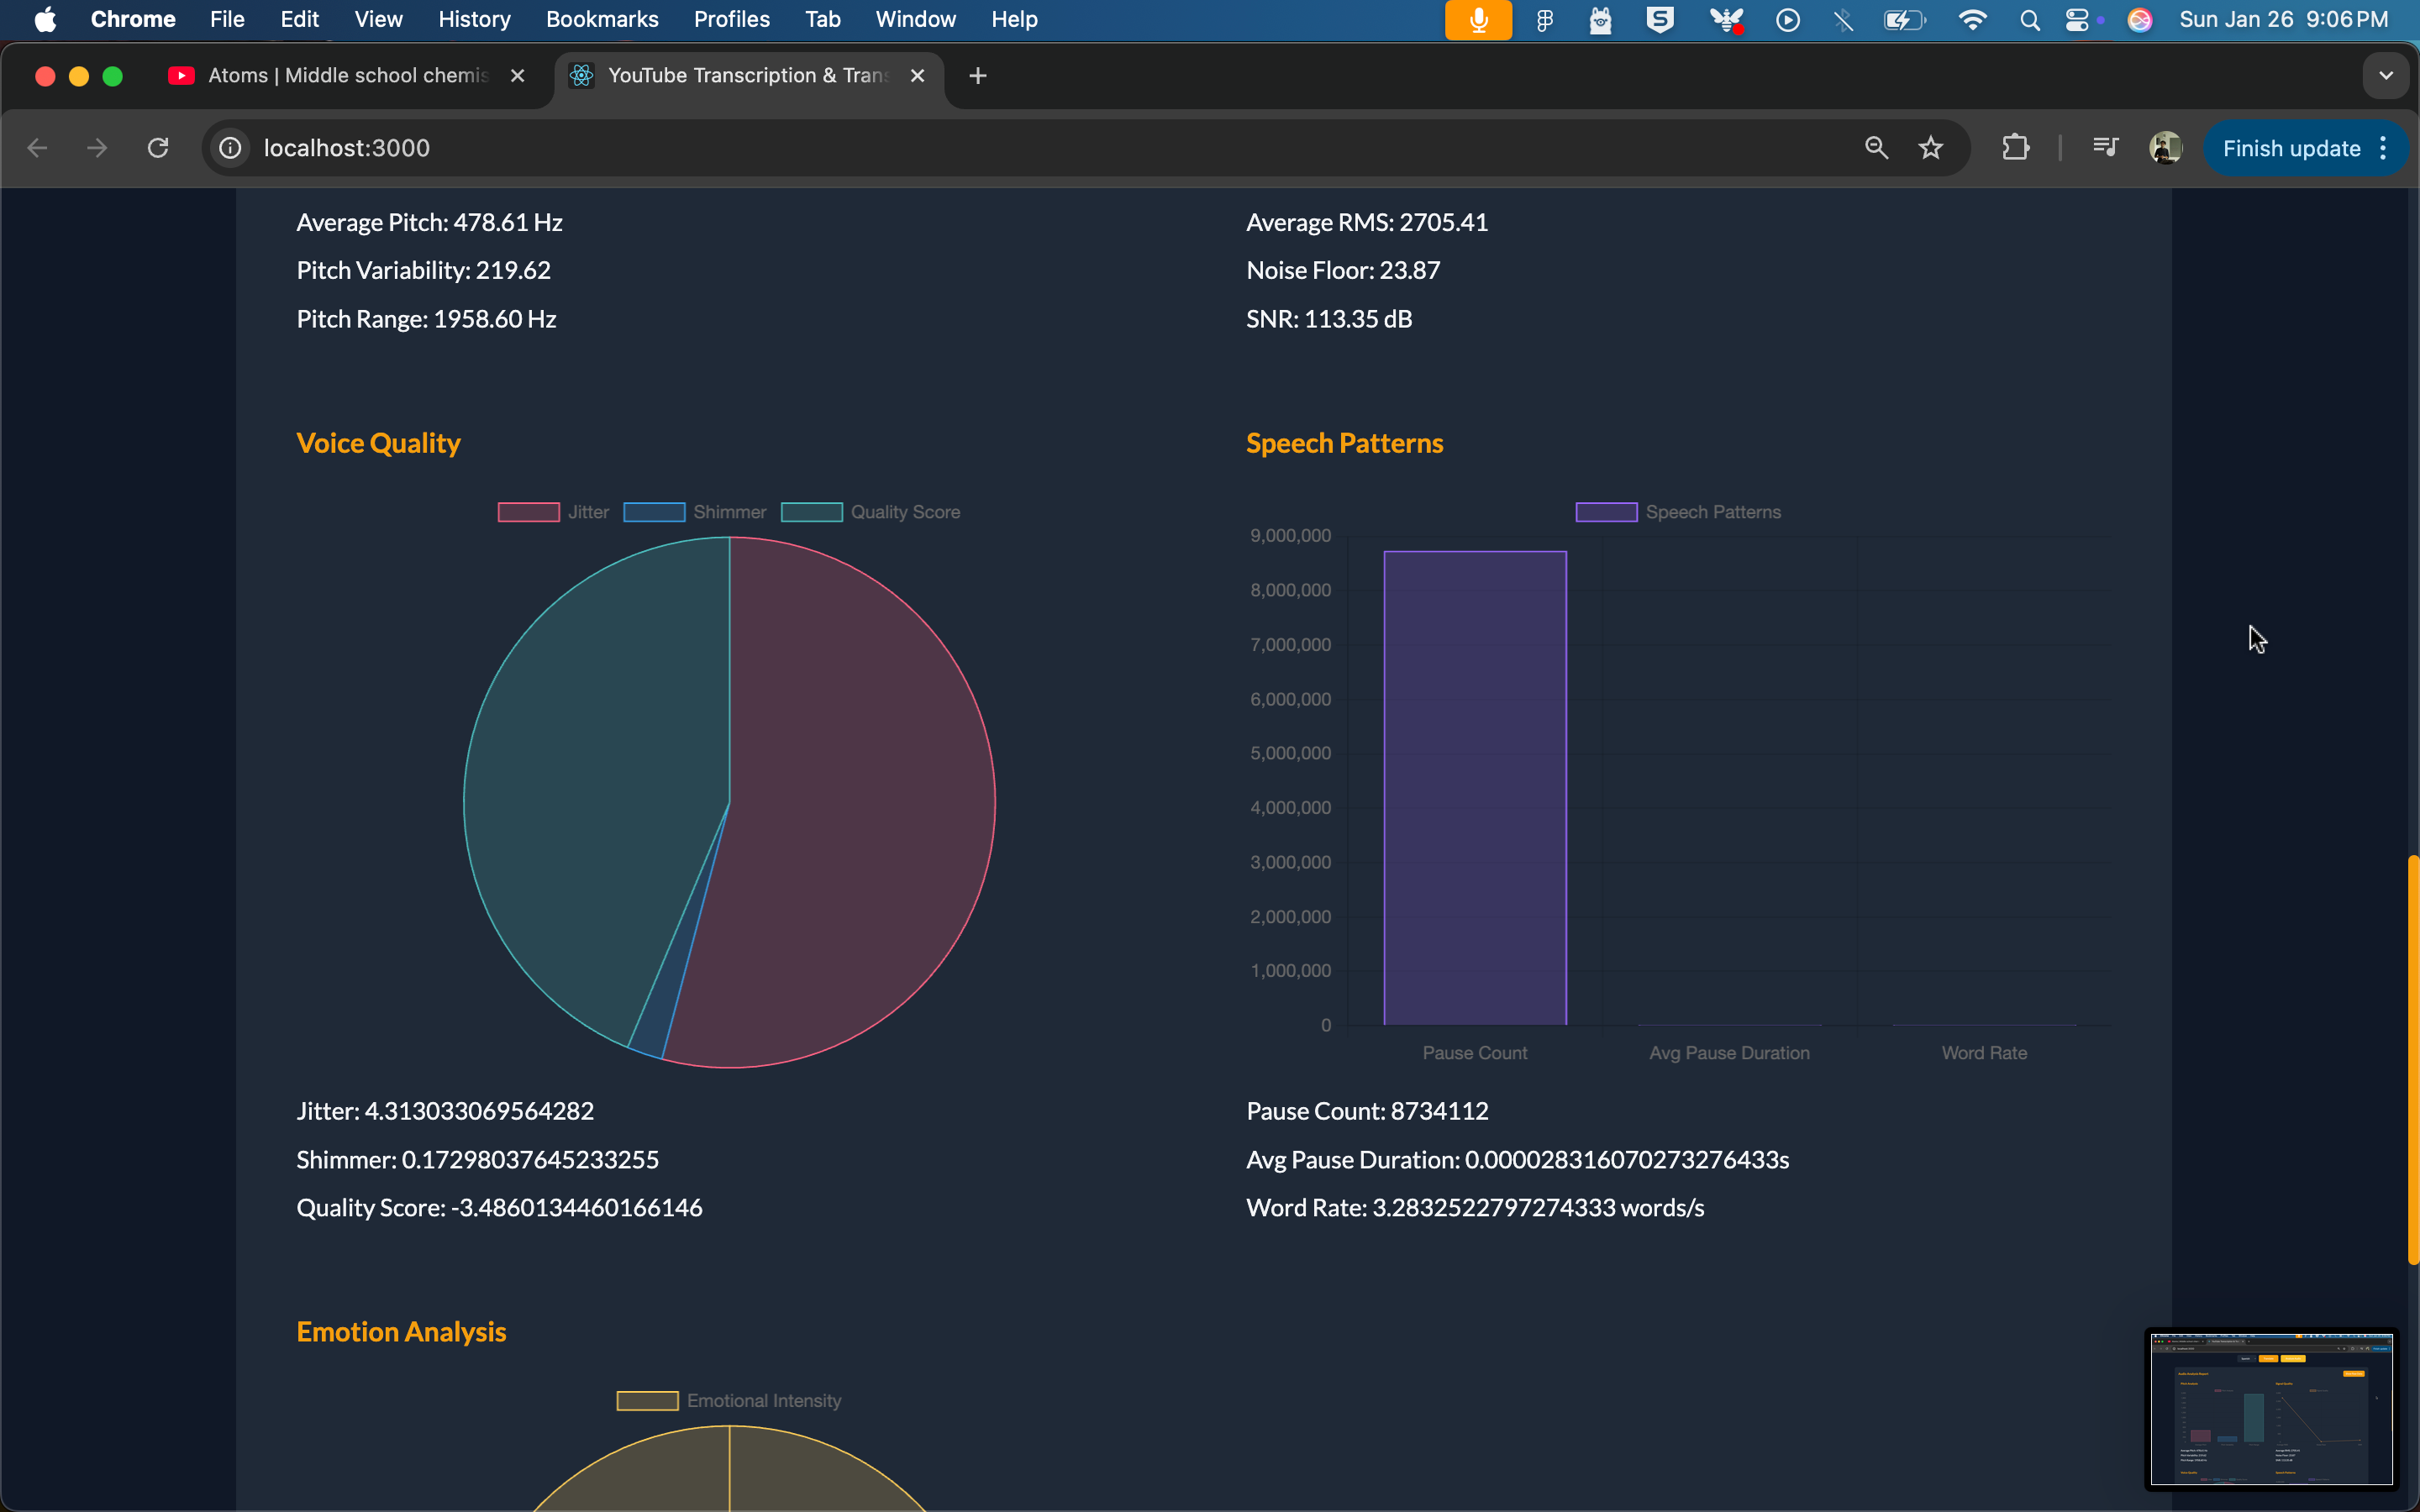 Chrome File Edit View History Bookmarks Profiles Tab Window Help Sun Jan 26 9:06 PM
Atoms | Middle school chemis YouTube Transcription & Trans
localhost:3000 Finish update
Average Pitch: 478.61 Hz
Pitch Variability: 219.62
Pitch Range: 1958.60 Hz
Average RMS: 2705.41
Noise Floor: 23.87
SNR: 113.35 dB
Voice Quality
Jitter Shimmer Quality Score
Jitter: 4.313033069564282
Shimmer: 0.17298037645233255
Quality Score: -3.4860134460166146
Speech Patterns
Speech Patterns
9,000,000
8,000,000
7,000,000
6,000,000
5,000,000
4,000,000
3,000,000
2,000,000
1,000,000
0
Pause Count Avg Pause Duration Word Rate
Pause Count: 8734112
Avg Pause Duration: 0.000028316070273276433s
Word Rate: 3.2832522797274333 words/s
Emotion Analysis
Emotional Intensity